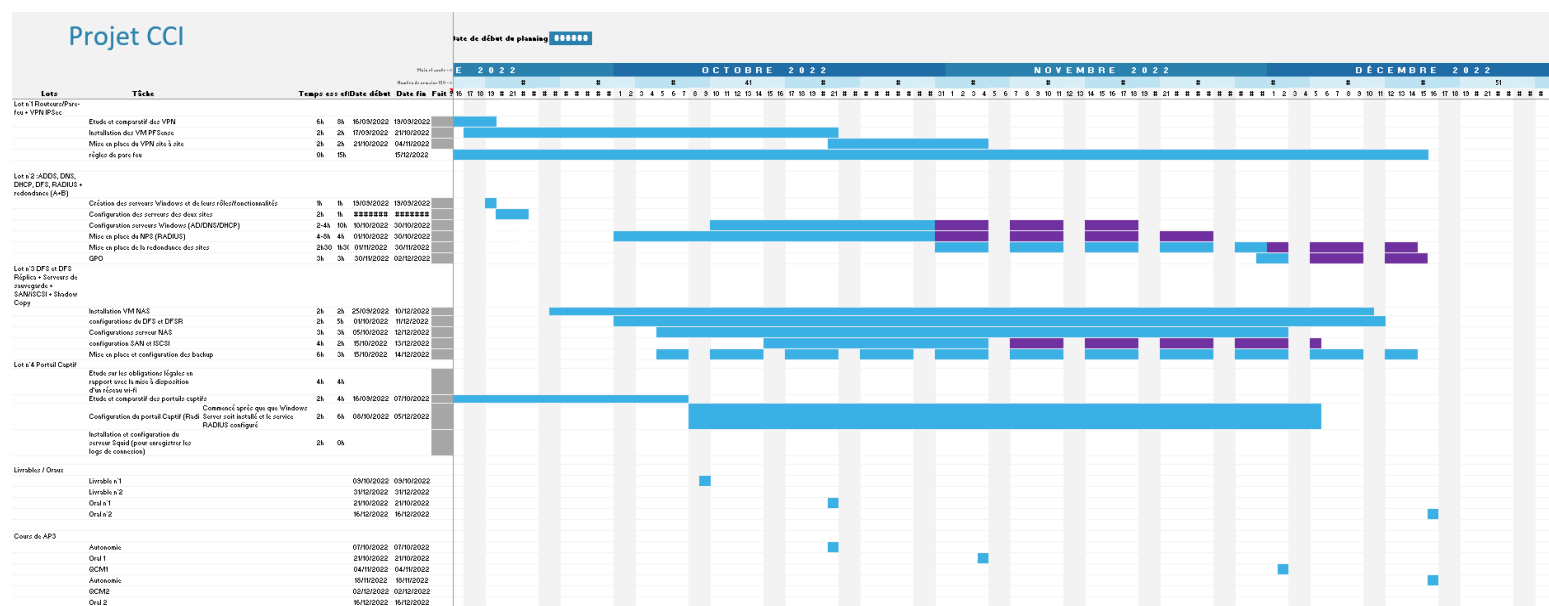 Projet CCI
Date de début du planning ######
E 2022 OCTOBRE 2022 NOVEMBRE 2022 DÉCEMBRE 2022
# # # 41 # # # # # # # # # 51
Lots Tâche Date début Date fin Fait ?
Lot n°1 Routeurs/Pare-
feu + VPN IPSec
Etude et comparatif des VPN 6h 8h 16/09/2022 19/09/2022
Installation des VM PFSense 2h 2h 17/09/2022 21/10/2022
Mise en place du VPN site à site 2h 2h 21/10/2022 04/11/2022
règles de pare feu 0h 15h 15/12/2022
Lot n°2 :ADDS, DNS,
DHCP, DFS, RADIUS +
redondance (A+B)
Création des serveurs Windows et de leurs rôles/fonctionnalités 1h 1h 19/09/2022 19/09/2022
Configuration des serveurs des deux sites 2h 1h ####### #######
Configuration serveurs Windows (AD/DNS/DHCP) 2-4h 10h 10/10/2022 30/10/2022
Mise en place du NPS (RADIUS) 4-8h 4h 01/10/2022 30/10/2022
Mise en place de la redondance des sites 2h30 1h30 01/11/2022 30/11/2022
GPO 3h 3h 30/11/2022 02/12/2022
Lot n°3 DFS et DFS
Réplica + Serveurs de
sauvegarde +
SAN/iSCSI + Shadow
Copy
Installation VM NAS 2h 2h 25/09/2022 10/12/2022
configurations du DFS et DFSR 2h 5h 01/10/2022 11/12/2022
Configurations serveur NAS 3h 3h 05/10/2022 12/12/2022
configuration SAN et ISCSI 4h 2h 15/10/2022 13/12/2022
Mise en place et configuration des backup 6h 3h 15/10/2022 14/12/2022
Lot n°4 Portail Captif
Etude sur les obligations légales en
rapport avec la mise à disposition
d'un réseau wi-fi 4h 4h
Etude et comparatif des portails captifs 2h 4h 16/09/2022 07/10/2022
Commencé après que que Windows
Configuration du portail Captif (Radi Server soit installé et le service 2h 6h 08/10/2022 05/12/2022
RADIUS configuré
Installation et configuration du
serveur Squid (pour enregistrer les
logs de connexion) 2h 0h
Livrables / Oraux
Livrable n°1 09/10/2022 09/10/2022
Livrable n°2 31/12/2022 31/12/2022
Oral n°1 21/10/2022 21/10/2022
Oral n°2 16/12/2022 16/12/2022
Cours de AP3
Autonomie 07/10/2022 07/10/2022
Oral 1 21/10/2022 21/10/2022
QCM1 04/11/2022 04/11/2022
Autonomie 18/11/2022 18/11/2022
QCM2 02/12/2022 02/12/2022
Oral 2 16/12/2022 16/12/2022